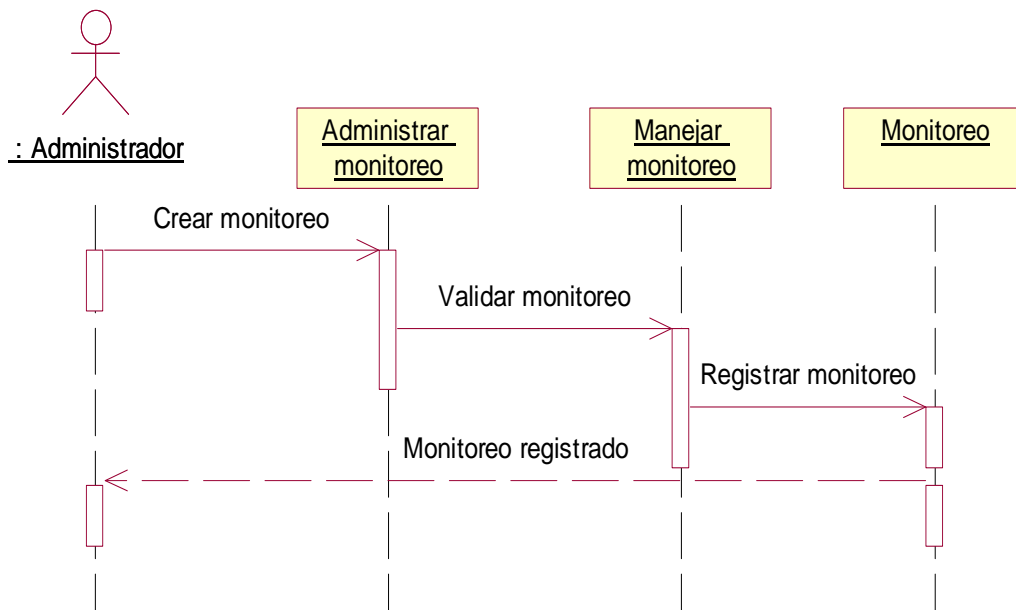 : Administrador
Administrar
monitoreo
Manejar
monitoreo
Monitoreo
Crear monitoreo
Validar monitoreo
Registrar monitoreo
Monitoreo registrado